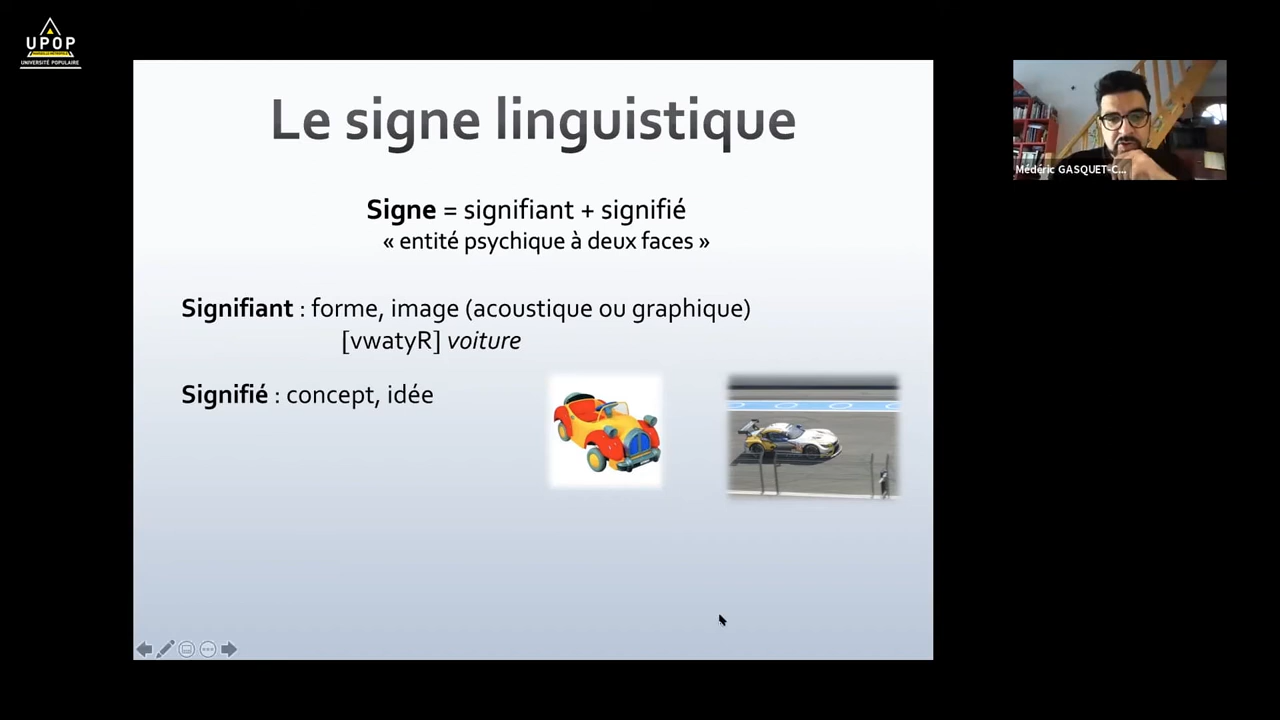 UPOP
UNIVERSITÉ POPULAIRE
Le signe linguistique
Signe = signifiant + signifié
« entité psychique à deux faces »
Signifiant : forme, image (acoustique ou graphique)
[vwatyR] voiture
Signifié : concept, idée
Médéric GASQUET-C...